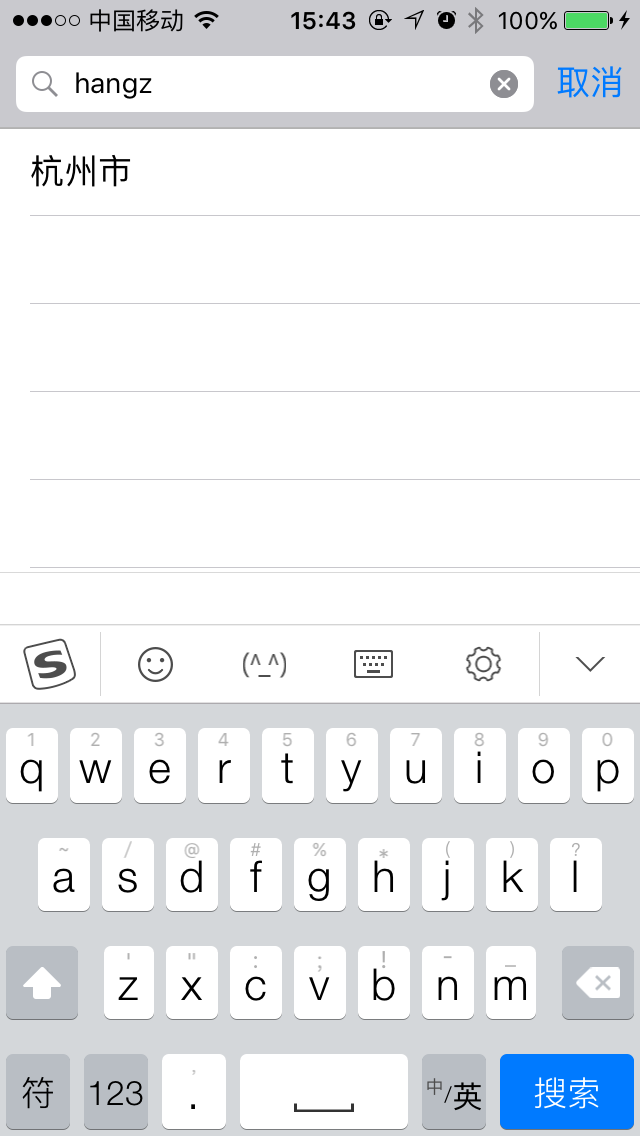 中国移动 15:43 100%
hangz 取消
杭州市
(^_^)
1 2 3 4 5 6 7 8 9 0
q w e r t y u i o p
~ / @ # % * ( ) ?
a s d f g h j k l
' " : ; ! - _
z x c v b n m
符 123 , . 中/英 搜索